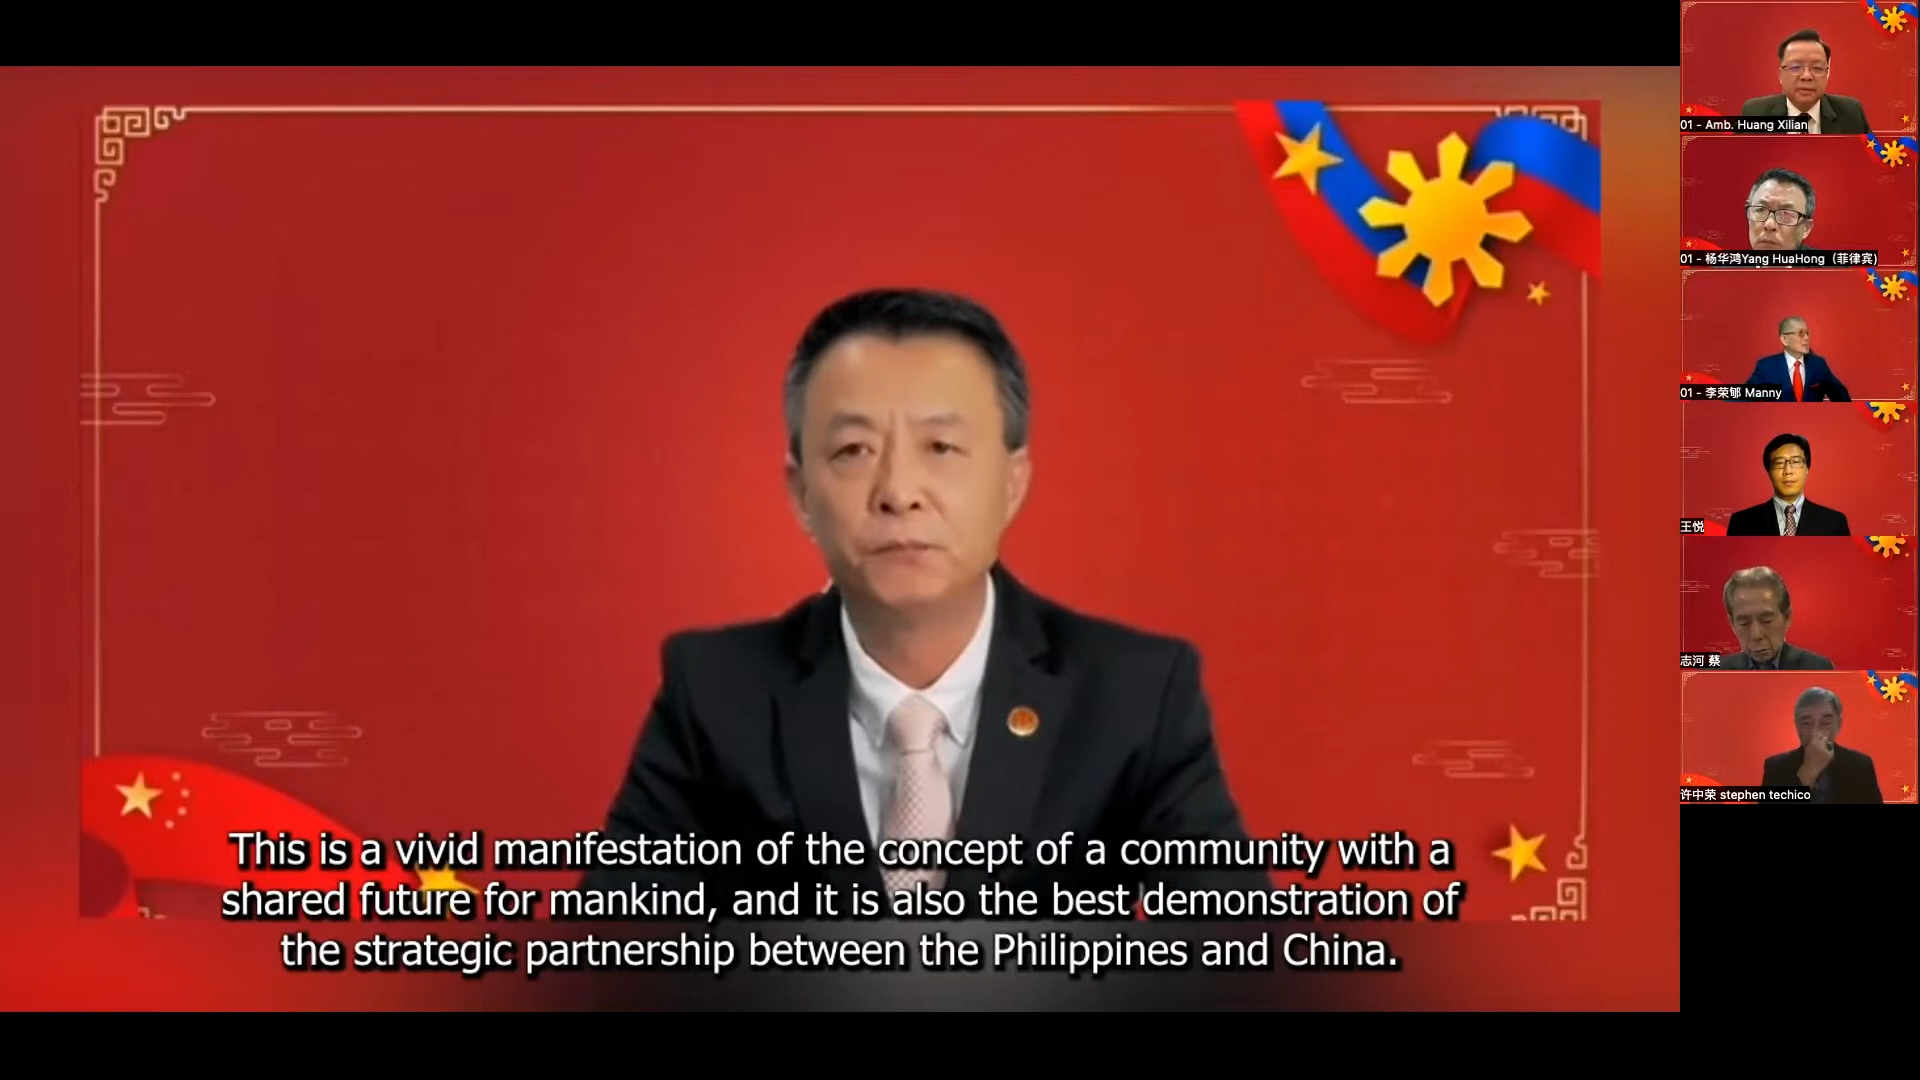 01 - Amb. Huang Xilian
01 - 杨华鸿Yang HuaHong（菲律宾)
01 - 李荣郇 Manny
王悦
志河 蔡
许中荣 stephen techico
This is a vivid manifestation of the concept of a community with a
shared future for mankind, and it is also the best demonstration of
the strategic partnership between the Philippines and China.